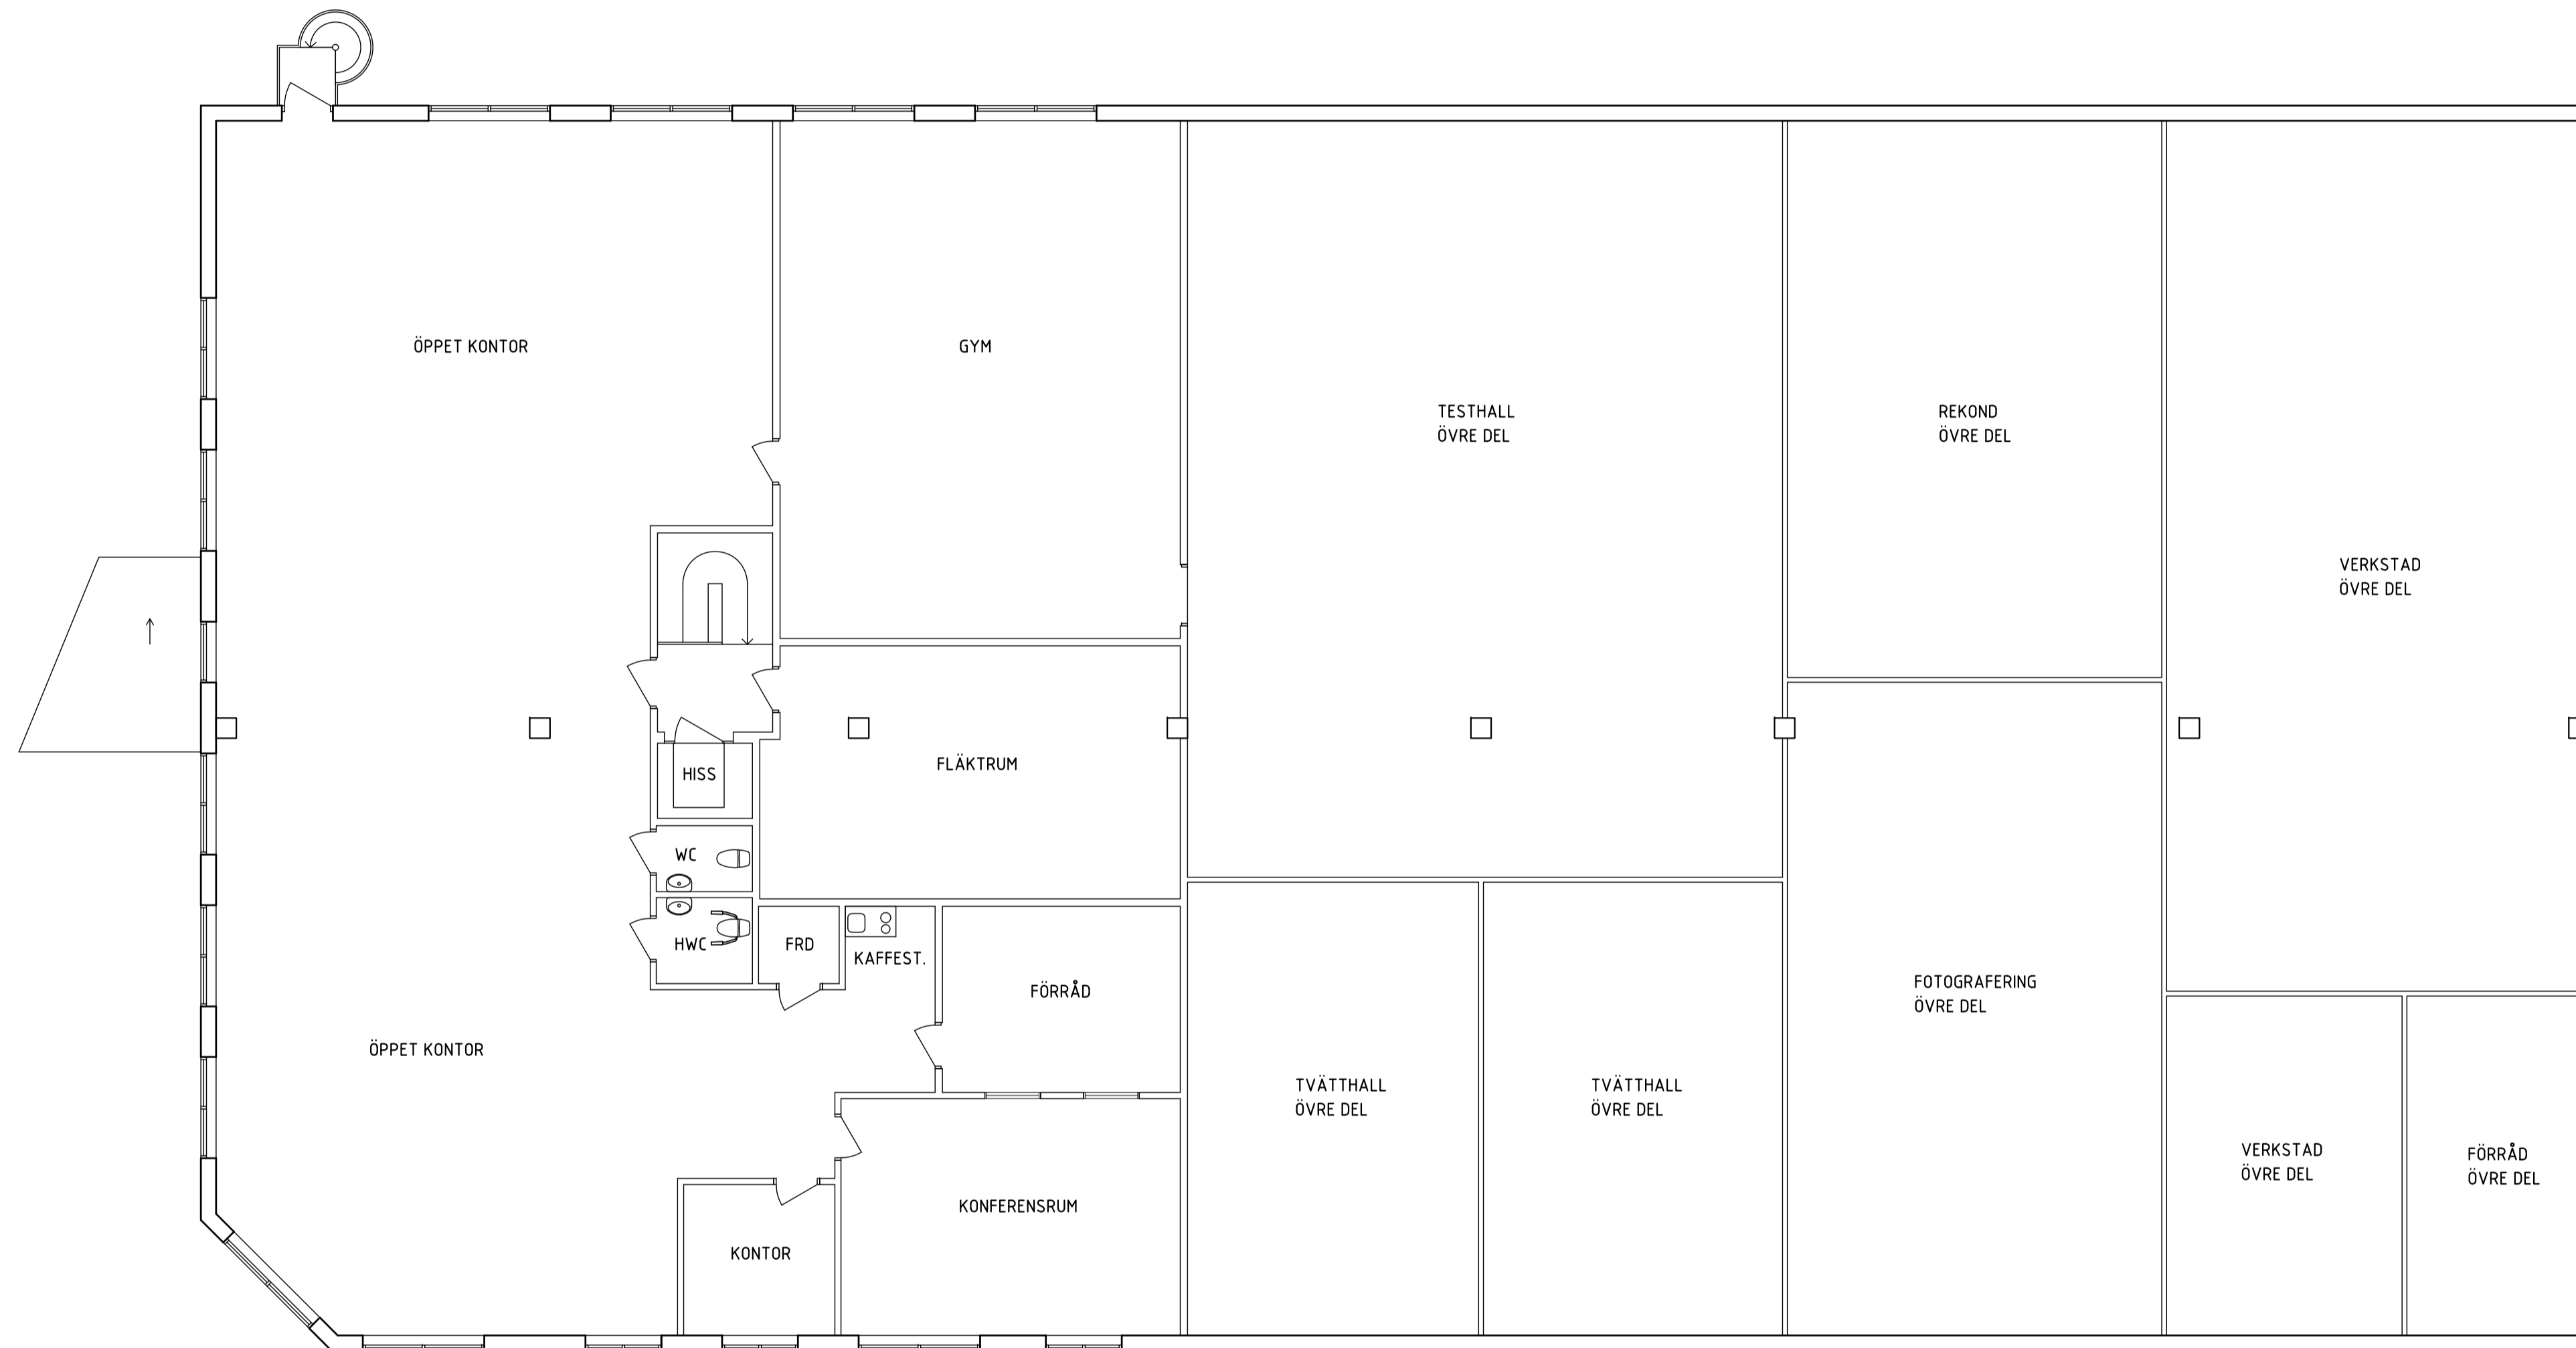 ÖPPET KONTOR
GYM
TESTHALL
ÖVRE DEL
REKOND
ÖVRE DEL
VERKSTAD
ÖVRE DEL
HISS
FLÄKTRUM
WC
HWC
FRD
KAFFEST.
FÖRRÅD
FOTOGRAFERING
ÖVRE DEL
ÖPPET KONTOR
TVÄTTHALL
ÖVRE DEL
TVÄTTHALL
ÖVRE DEL
VERKSTAD
ÖVRE DEL
FÖRRÅD
ÖVRE DEL
KONFERENSRUM
KONTOR